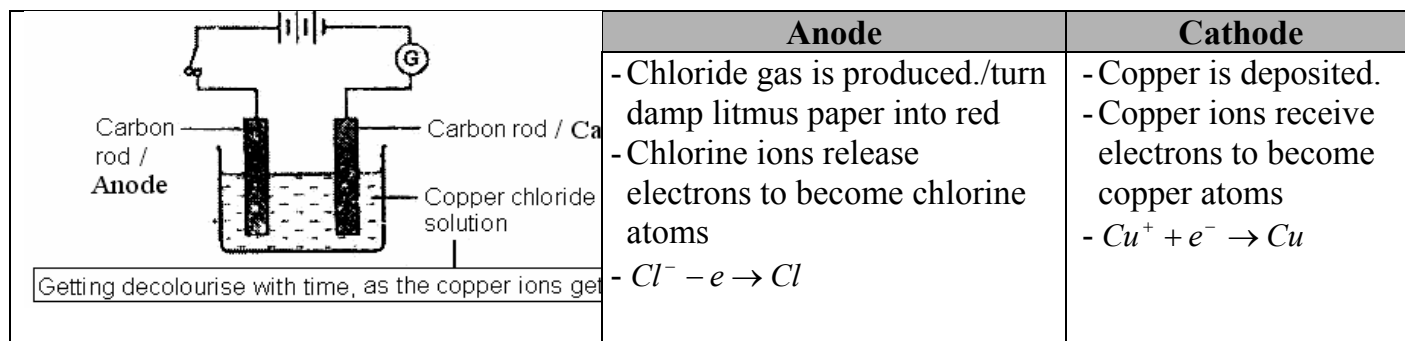 G
Carbon
rod /
Anode
Carbon rod / Ca
Copper chloride
solution
Getting decolourise with time, as the copper ions get
Anode
- Chloride gas is produced./turn
damp litmus paper into red
- Chlorine ions release
electrons to become chlorine
atoms
- Cl⁻ − e → Cl
Cathode
- Copper is deposited.
- Copper ions receive
electrons to become
copper atoms
- Cu⁺ + e⁻ → Cu